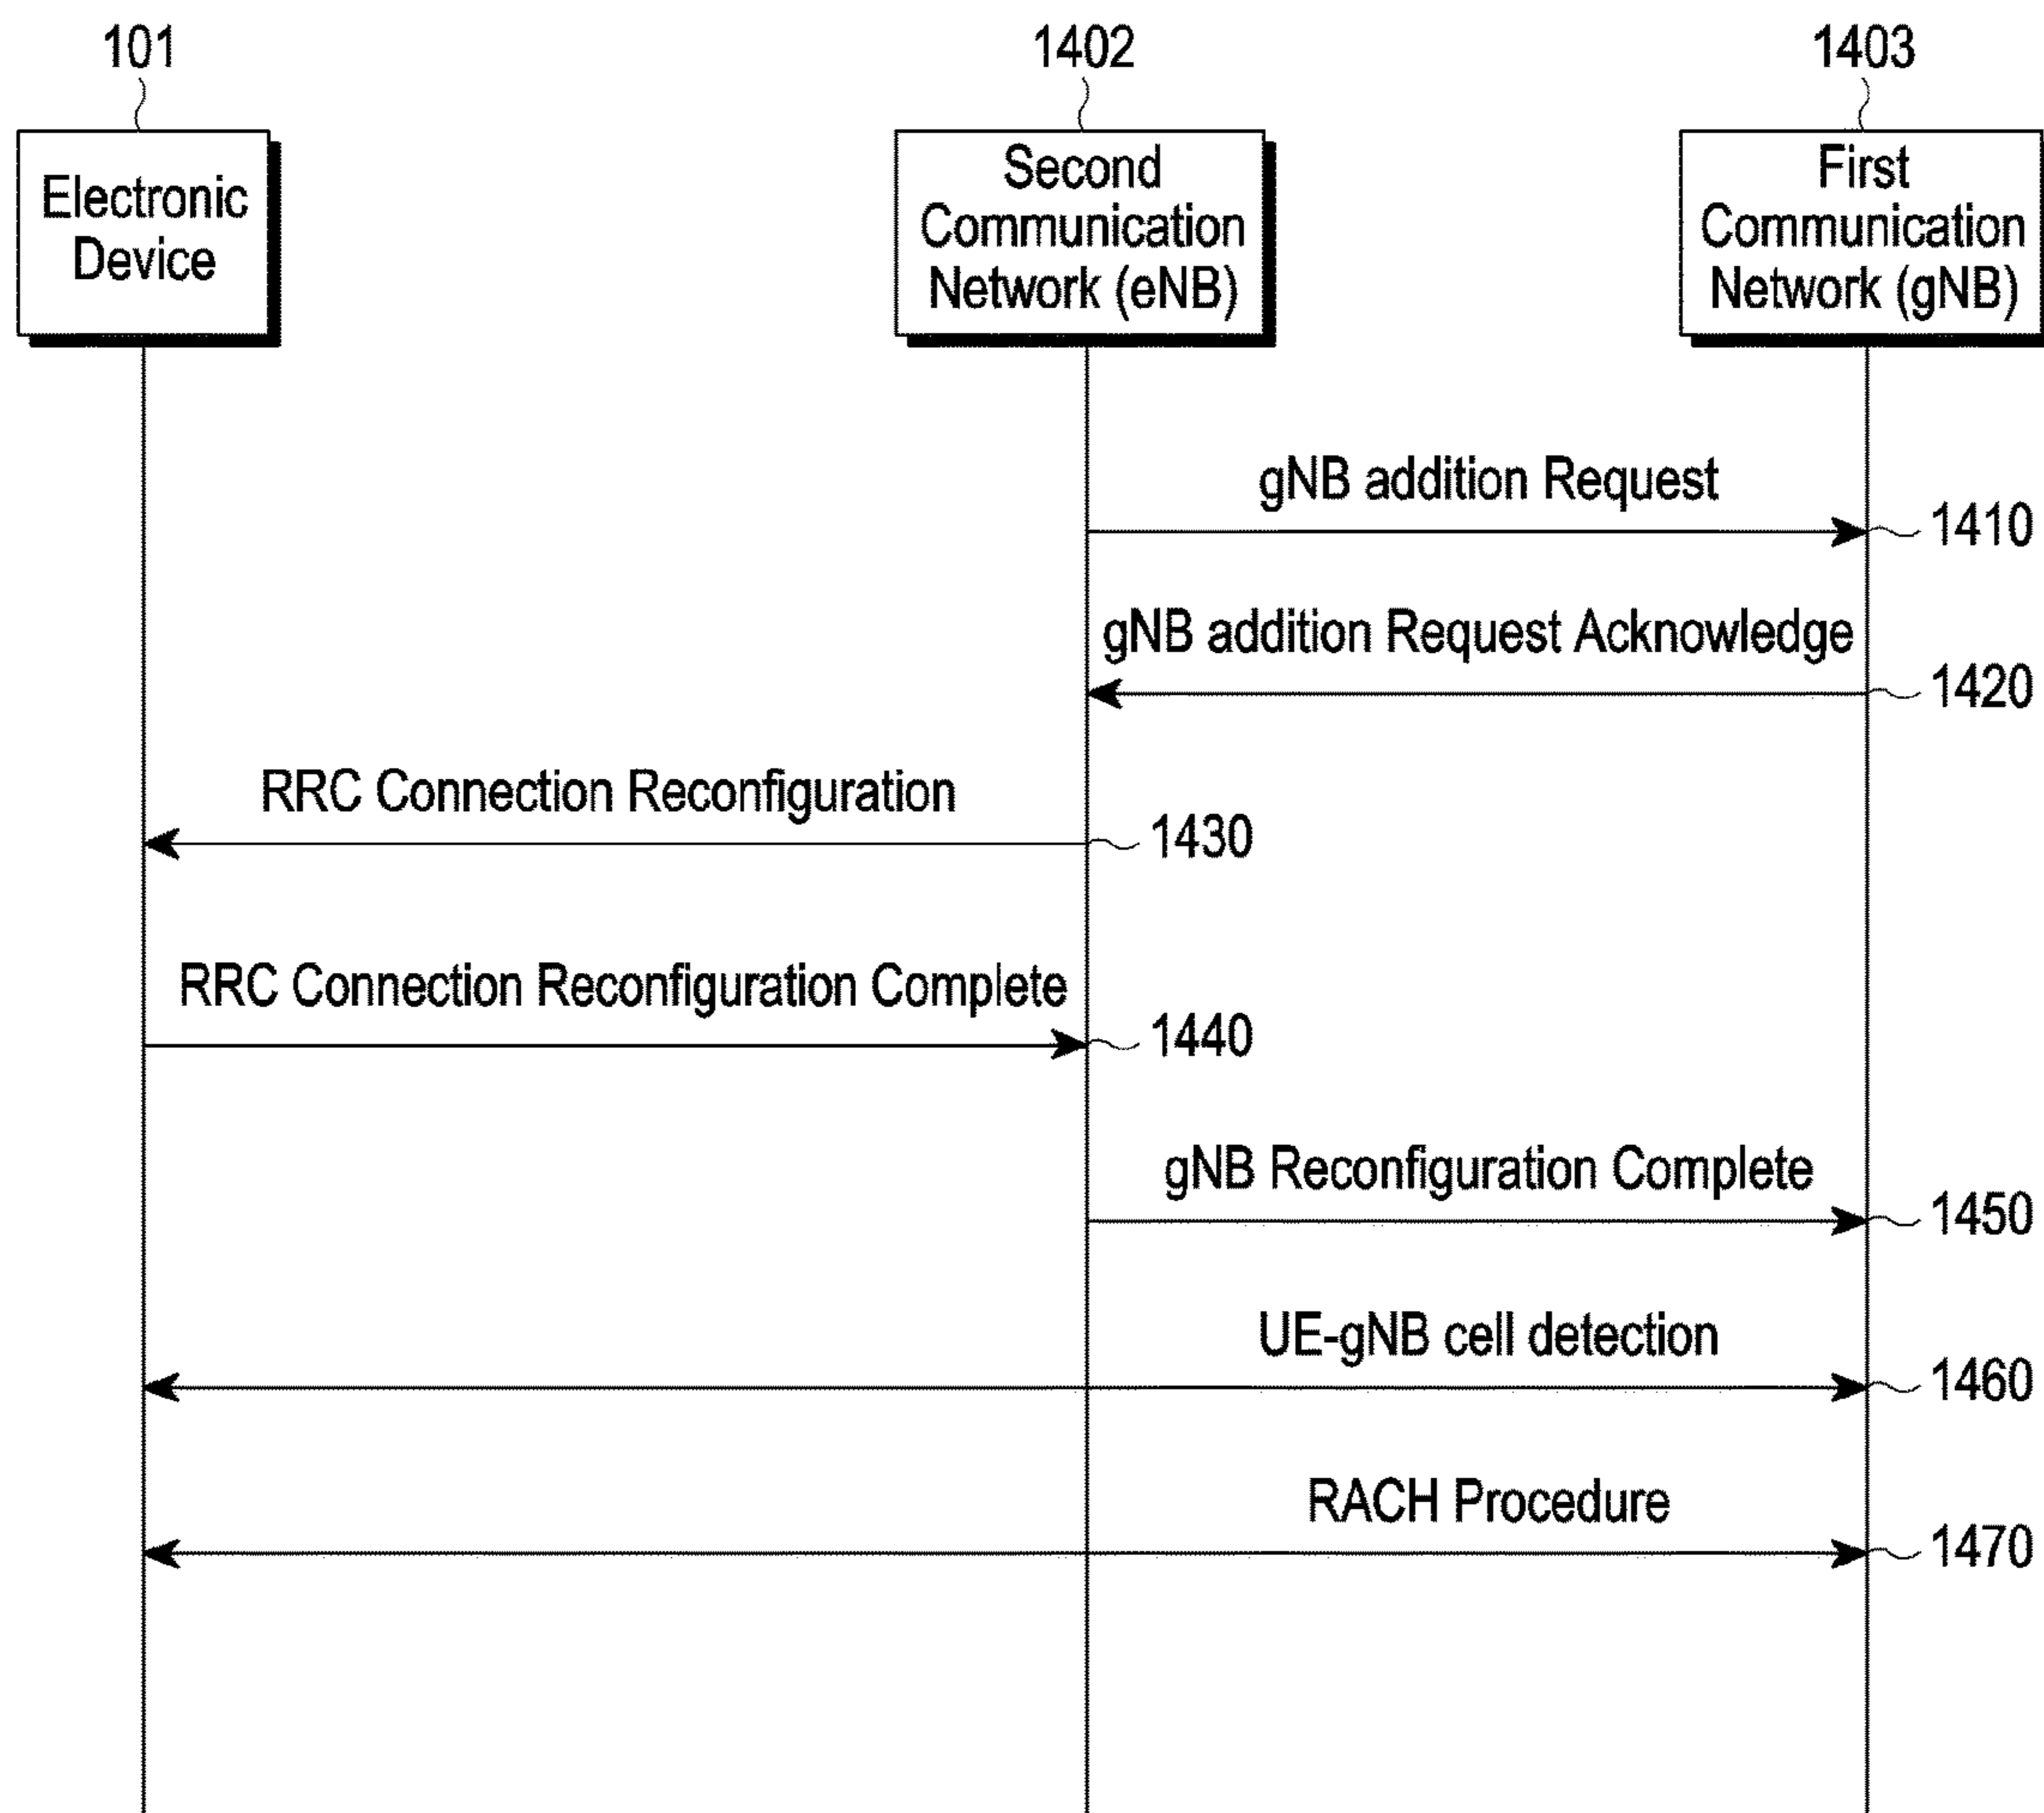 101
1402
1403
Electronic
Device
Second
Communication
Network (eNB)
First
Communication
Network (gNB)
gNB addition Request
1410
gNB addition Request Acknowledge
1420
RRC Connection Reconfiguration
1430
RRC Connection Reconfiguration Complete
1440
gNB Reconfiguration Complete
1450
UE-gNB cell detection
1460
RACH Procedure
1470